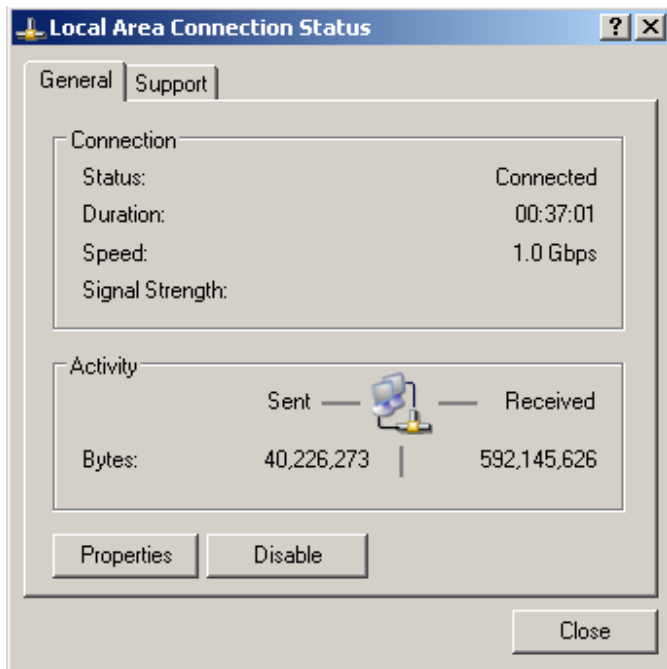 Local Area Connection Status
General Support
Connection
Status: Connected
Duration: 00:37:01
Speed: 1.0 Gbps
Signal Strength:
Activity
Sent Received
Bytes: 40,226,273 592,145,626
Properties Disable
Close